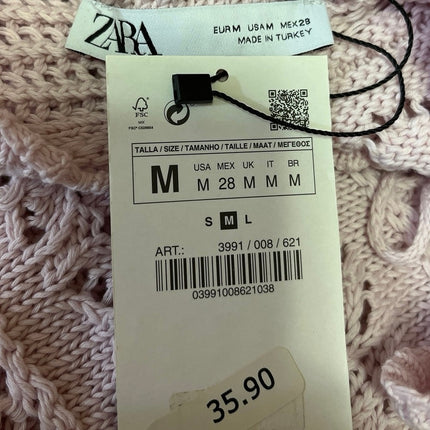 ZARA
EUR M USA M MEX 28
MADE IN TURKEY
FSC
TALLA / SIZE / TAMANHO / TAILLE / MAAT / ΜΕΓΕΘΟΣ
M
USA MEX UK IT BR
M 28 M M M
S M L
ART.: 3991 / 008 / 621
03991008621038
35.90